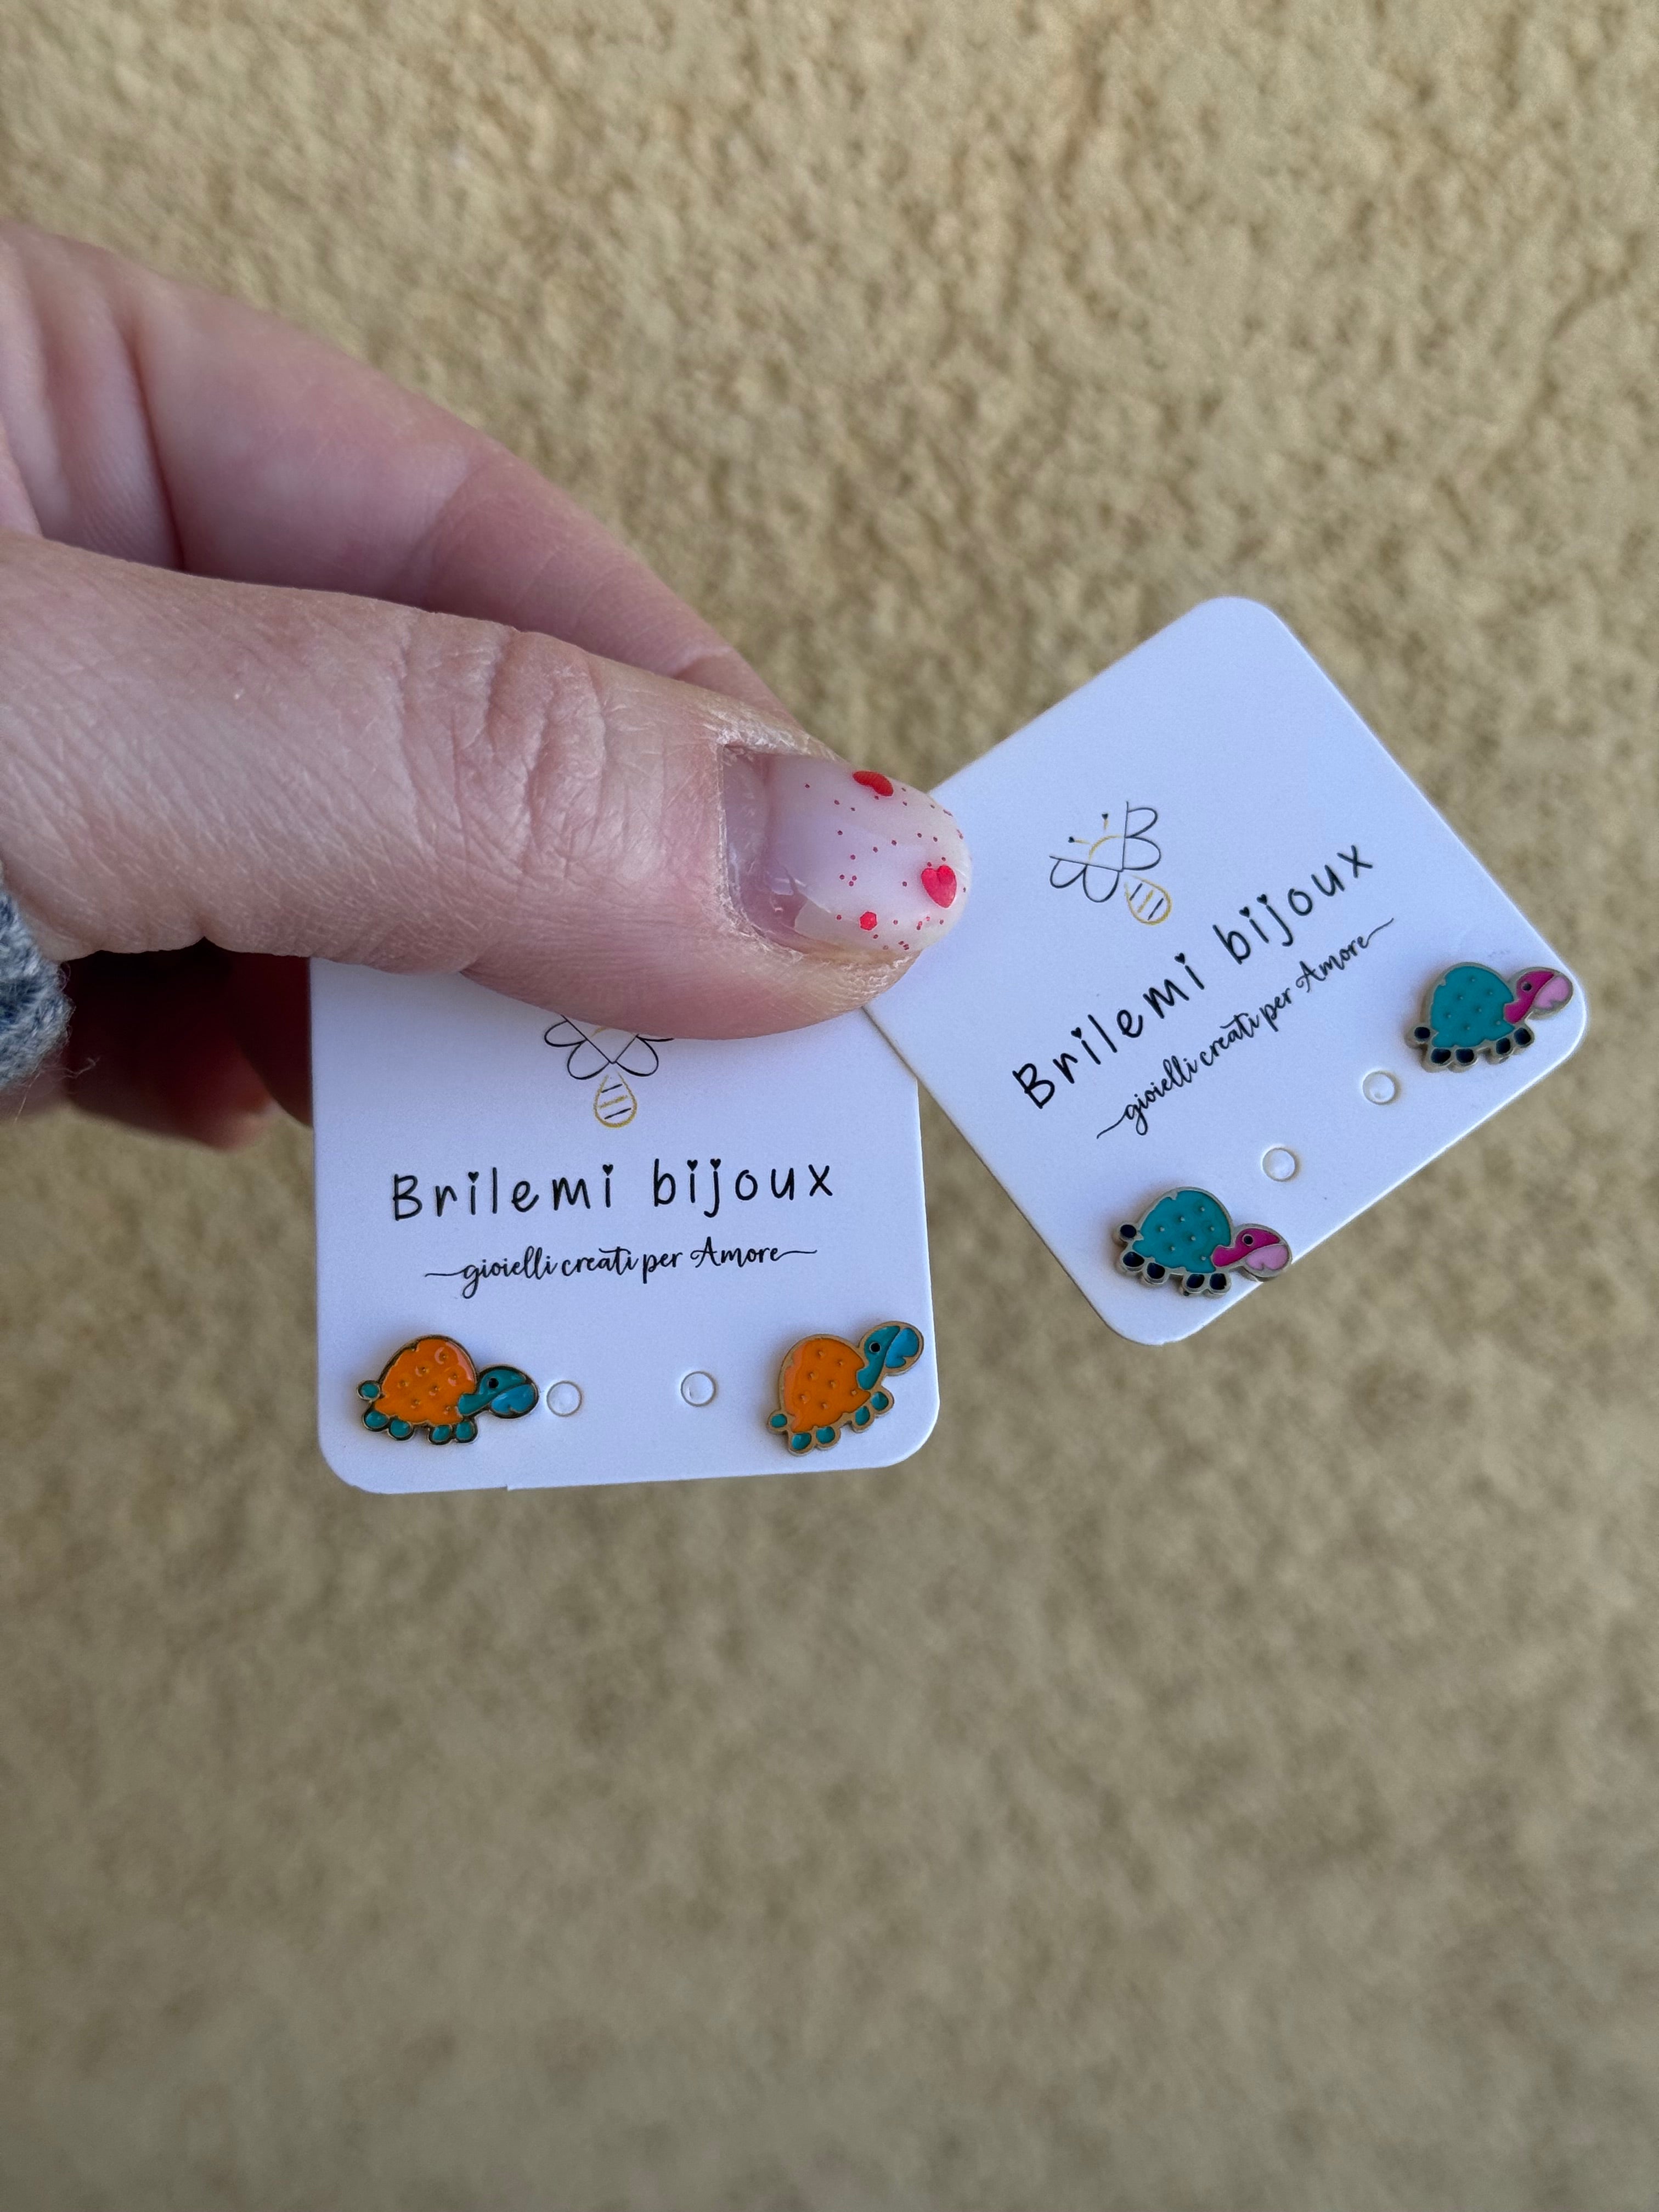 Brilemi bijoux
gioielli creati per Amore
Brilemi bijoux
gioielli creati per Amore